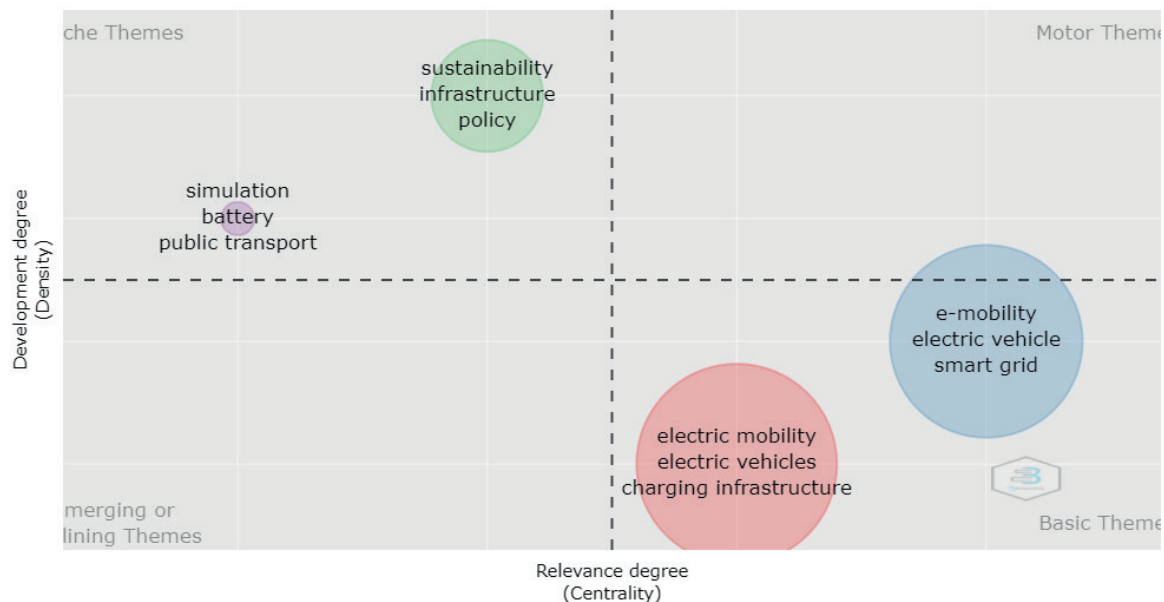 che Themes
Motor Theme
sustainability
infrastructure
policy
simulation
battery
public transport
Development degree
(Density)
e-mobility
electric vehicle
smart grid
electric mobility
electric vehicles
charging infrastructure
merging or
lining Themes
Basic Theme
Relevance degree
(Centrality)